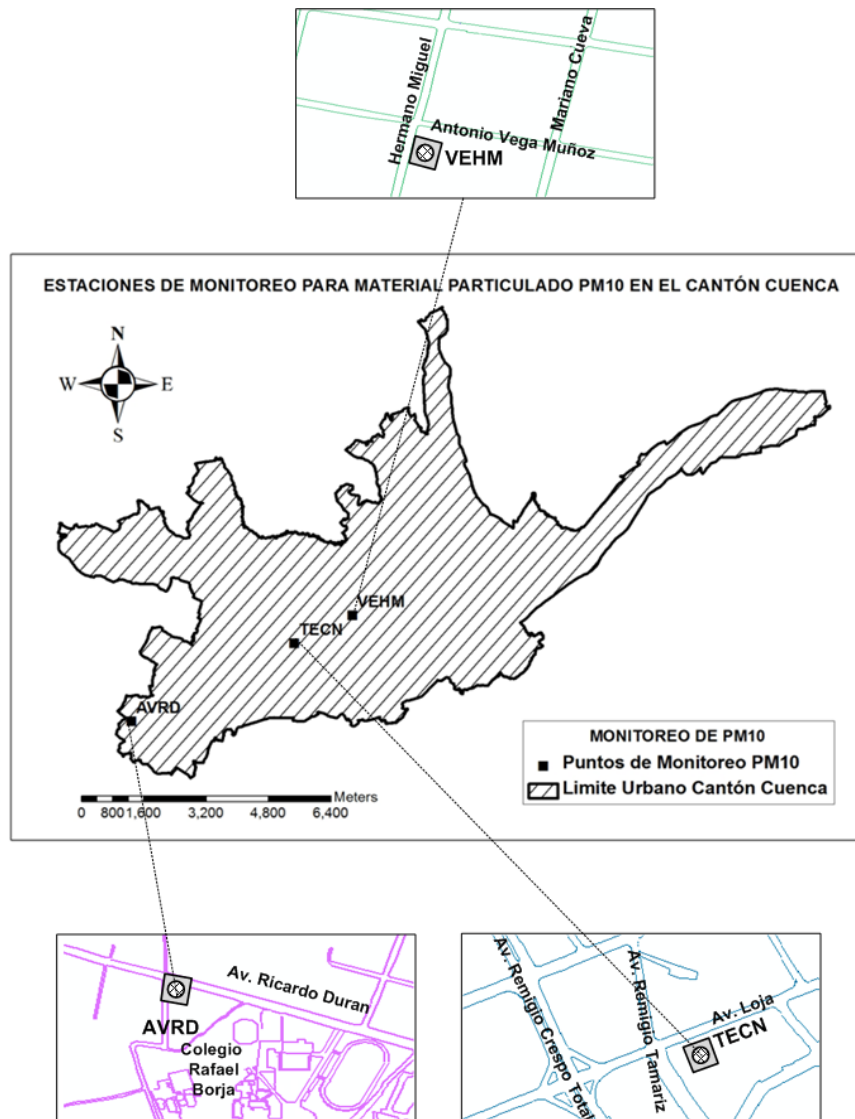 Hermano Miguel
Mariano Cueva
Antonio Vega Muñoz
VEHM
ESTACIONES DE MONITOREO PARA MATERIAL PARTICULADO PM10 EN EL CANTÓN CUENCA
N
W E
S
VEHM
TECN
AVRD
MONITOREO DE PM10
Puntos de Monitoreo PM10
Limite Urbano Cantón Cuenca
Meters
0 800 1,600 3,200 4,800 6,400
Av. Ricardo Duran
AVRD
Colegio
Rafael
Borja
Av. Remigio Crespo Total
Av. Remigio Tamariz
Av. Loja
TECN